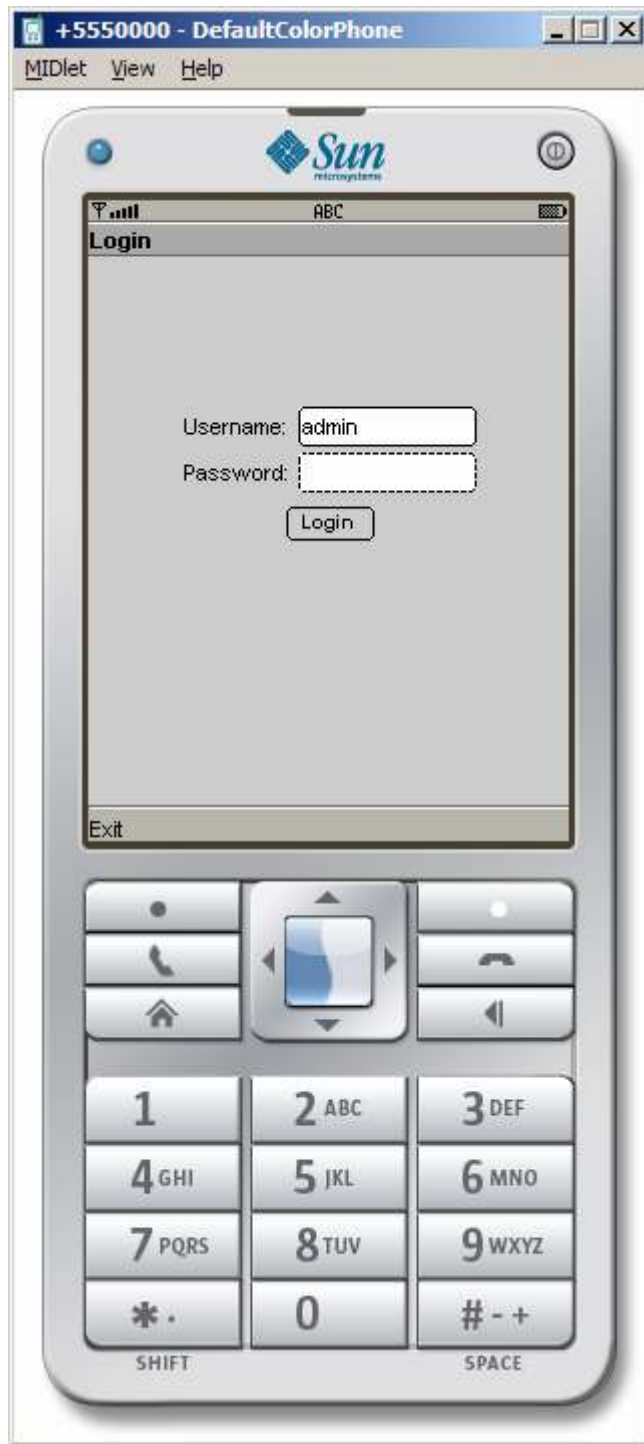 +5550000 - DefaultColorPhone
MIDlet View Help
Sun
microsystems
ABC
Login
Username: admin
Password:
Login
Exit
1 2 ABC 3 DEF
4 GHI 5 JKL 6 MNO
7 PQRS 8 TUV 9 WXYZ
* . 0 # - +
SHIFT SPACE